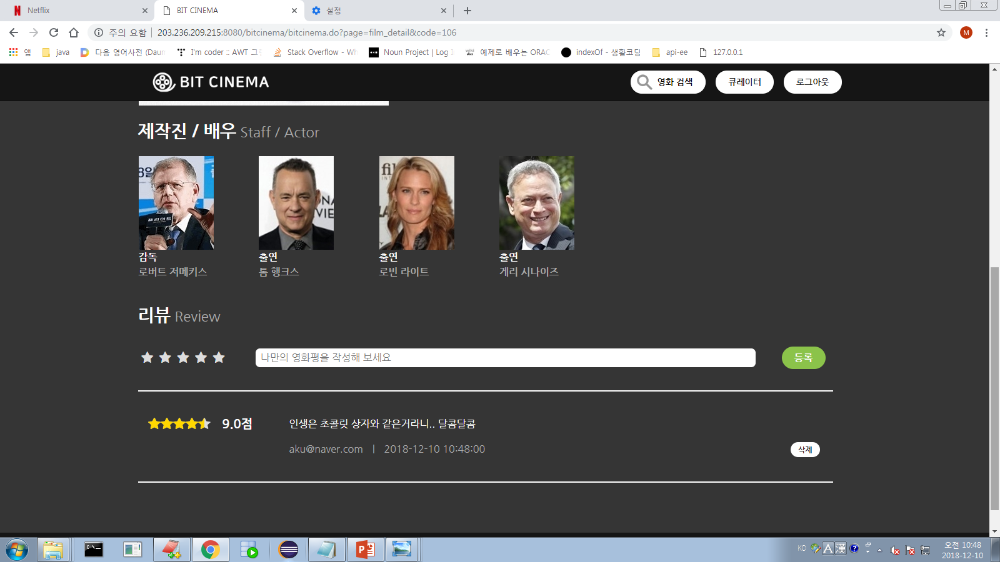 Netflix
BIT CINEMA
설정
주의 요함 203.236.209.215:8080/bitcinema/bitcinema.do?page=film_detail&code=106
M
앱 java 다음 영어사전 (Daun I'm coder :: AWT 그 Stack Overflow - Wh Noun Project | Log I 예제로 배우는 ORAC indexOf - 생활코딩 api-ee 127.0.0.1
BIT CINEMA
영화 검색
큐레이터
로그아웃
제작진 / 배우 Staff / Actor
감독 출연 출연 출연
로버트 저메키스 톰 행크스 로빈 라이트 게리 시나이즈
리뷰 Review
나만의 영화평을 작성해 보세요
등록
9.0점 인생은 초콜릿 상자와 같은거라니.. 달콤달콤
aku@naver.com | 2018-12-10 10:48:00
삭제
KO A 漢
오전 10:48
2018-12-10